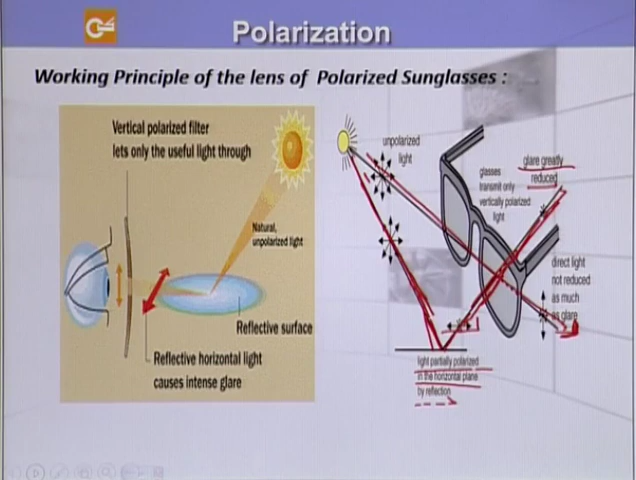 Polarization
Working Principle of the lens of Polarized Sunglasses :
Vertical polarized filter
lets only the useful light through
Natural,
unpolarized light
Reflective surface
Reflective horizontal light
causes intense glare
unpolarized
light
glasses
transmit only
vertically polarized
light
glare greatly
reduced
direct light
not reduced
as much
as glare
light partially polarized
in the horizontal plane
by reflection